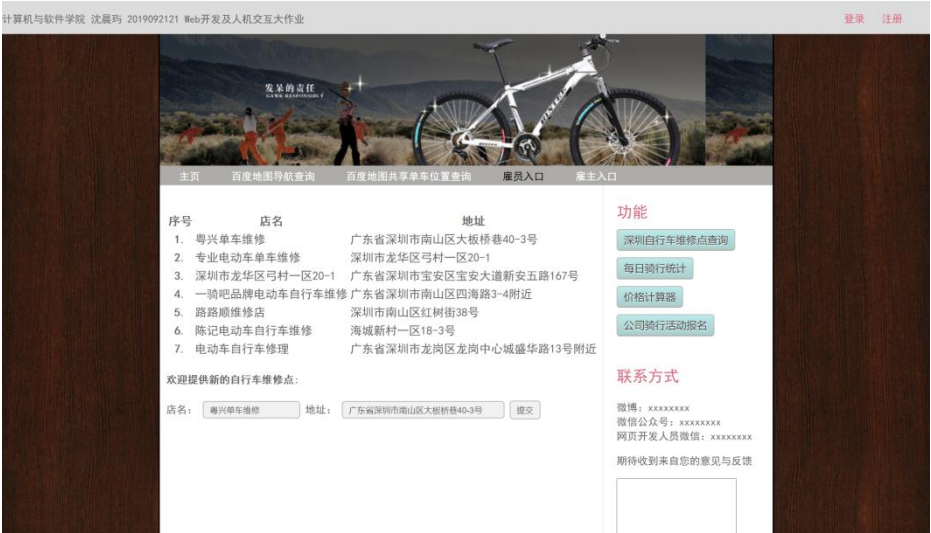 计算机与软件学院 沈晨玙 2019092121 Web开发及人机交互大作业
登录 注册
发呆的责任
GAWK RESPONSIBLY
主页 百度地图导航查询 百度地图共享单车位置查询 雇员入口 雇主入口
序号 店名 地址
1. 粤兴单车维修 广东省深圳市南山区大板桥巷40-3号
2. 专业电动车单车维修 深圳市龙华区弓村一区20-1
3. 深圳市龙华区弓村一区20-1 广东省深圳市宝安区宝安大道新安五路167号
4. 一骑吧品牌电动车自行车维修 广东省深圳市南山区四海路3-4附近
5. 路路顺维修店 深圳市南山区红树街38号
6. 陈记电动车自行车维修 海城新村一区18-3号
7. 电动车自行车修理 广东省深圳市龙岗区龙岗中心城盛华路13号附近
欢迎提供新的自行车维修点:
店名: 粤兴单车维修 地址: 广东省深圳市南山区大板桥巷40-3号 提交
功能
深圳自行车维修点查询
每日骑行统计
价格计算器
公司骑行活动报名
联系方式
微博: xxxxxxxx
微信公众号: xxxxxxxx
网页开发人员微信: xxxxxxxx
期待收到来自您的意见与反馈